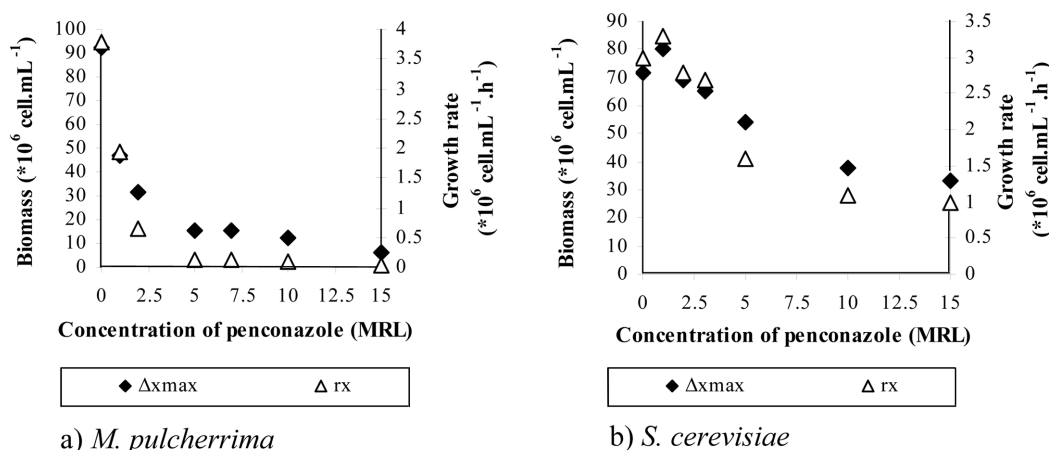 100
90
80
70
60
50
40
30
20
10
0
Biomass (*10⁶ cell.mL⁻¹)
4
3.5
3
2.5
2
1.5
1
0.5
0
Growth rate
(*10⁶ cell.mL⁻¹.h⁻¹)
0 2.5 5 7.5 10 12.5 15
Concentration of penconazole (MRL)
◆ Δxmax △ rx
a) M. pulcherrima
90
80
70
60
50
40
30
20
10
0
Biomass (*10⁶ cell.mL⁻¹)
3.5
3
2.5
2
1.5
1
0.5
0
Growth rate
(*10⁶ cell.mL⁻¹.h⁻¹)
0 2.5 5 7.5 10 12.5 15
Concentration of penconazole (MRL)
◆ Δxmax △ rx
b) S. cerevisiae